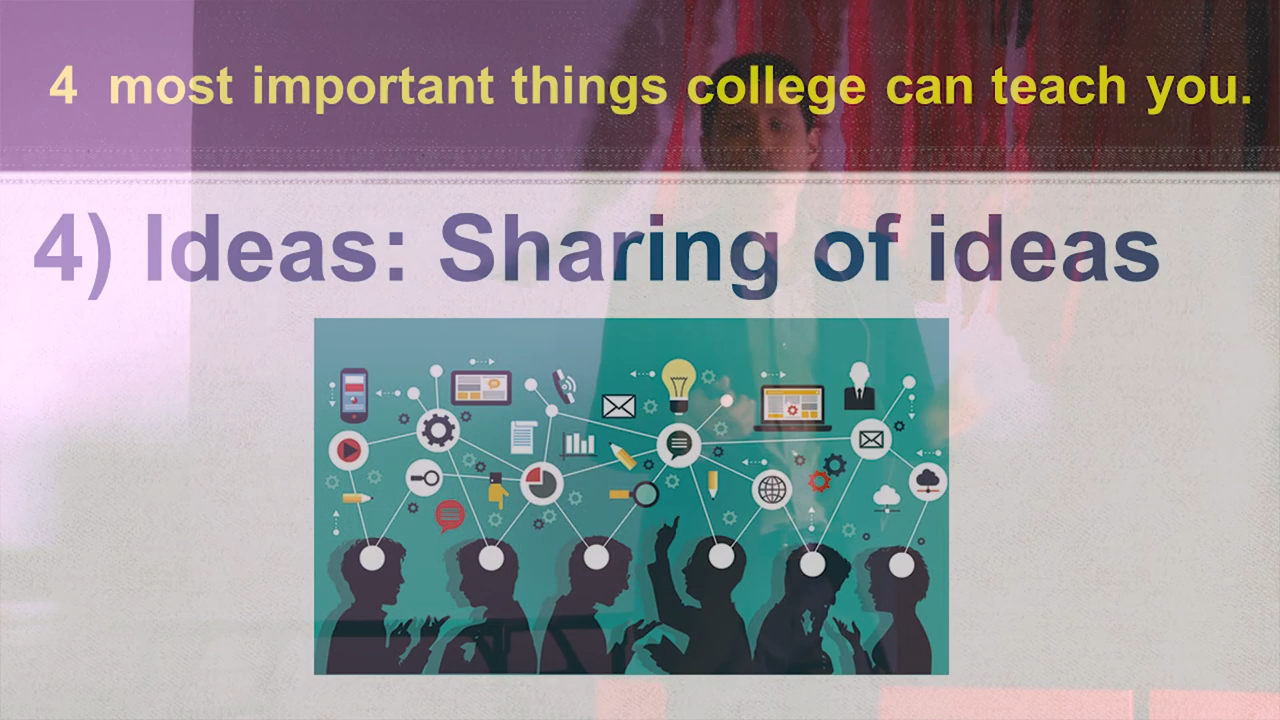 4 most important things college can teach you.
4) Ideas: Sharing of ideas